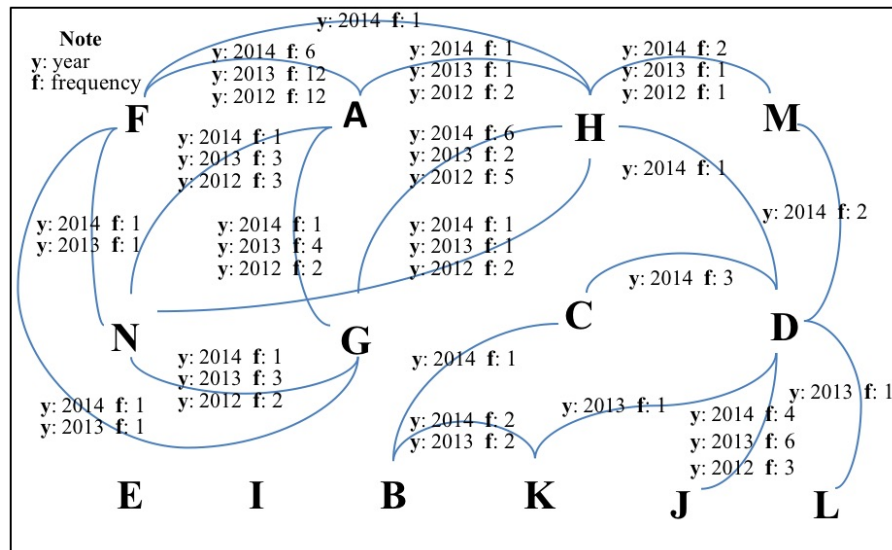 y: 2014 f: 1
Note
y: year
f: frequency
y: 2014 f: 6
y: 2013 f: 12
y: 2012 f: 12
y: 2014 f: 1
y: 2013 f: 1
y: 2012 f: 2
y: 2014 f: 2
y: 2013 f: 1
y: 2012 f: 1
F
A
H
M
y: 2014 f: 1
y: 2013 f: 3
y: 2012 f: 3
y: 2014 f: 6
y: 2013 f: 2
y: 2012 f: 5
y: 2014 f: 1
y: 2014 f: 2
y: 2014 f: 1
y: 2013 f: 1
y: 2014 f: 1
y: 2013 f: 4
y: 2012 f: 2
y: 2014 f: 1
y: 2013 f: 1
y: 2012 f: 2
y: 2014 f: 3
N
G
C
D
y: 2014 f: 1
y: 2013 f: 3
y: 2012 f: 2
y: 2014 f: 1
y: 2014 f: 1
y: 2013 f: 1
y: 2014 f: 2
y: 2013 f: 2
y: 2013 f: 1
y: 2013 f: 1
y: 2014 f: 4
y: 2013 f: 6
y: 2012 f: 3
E
I
B
K
J
L